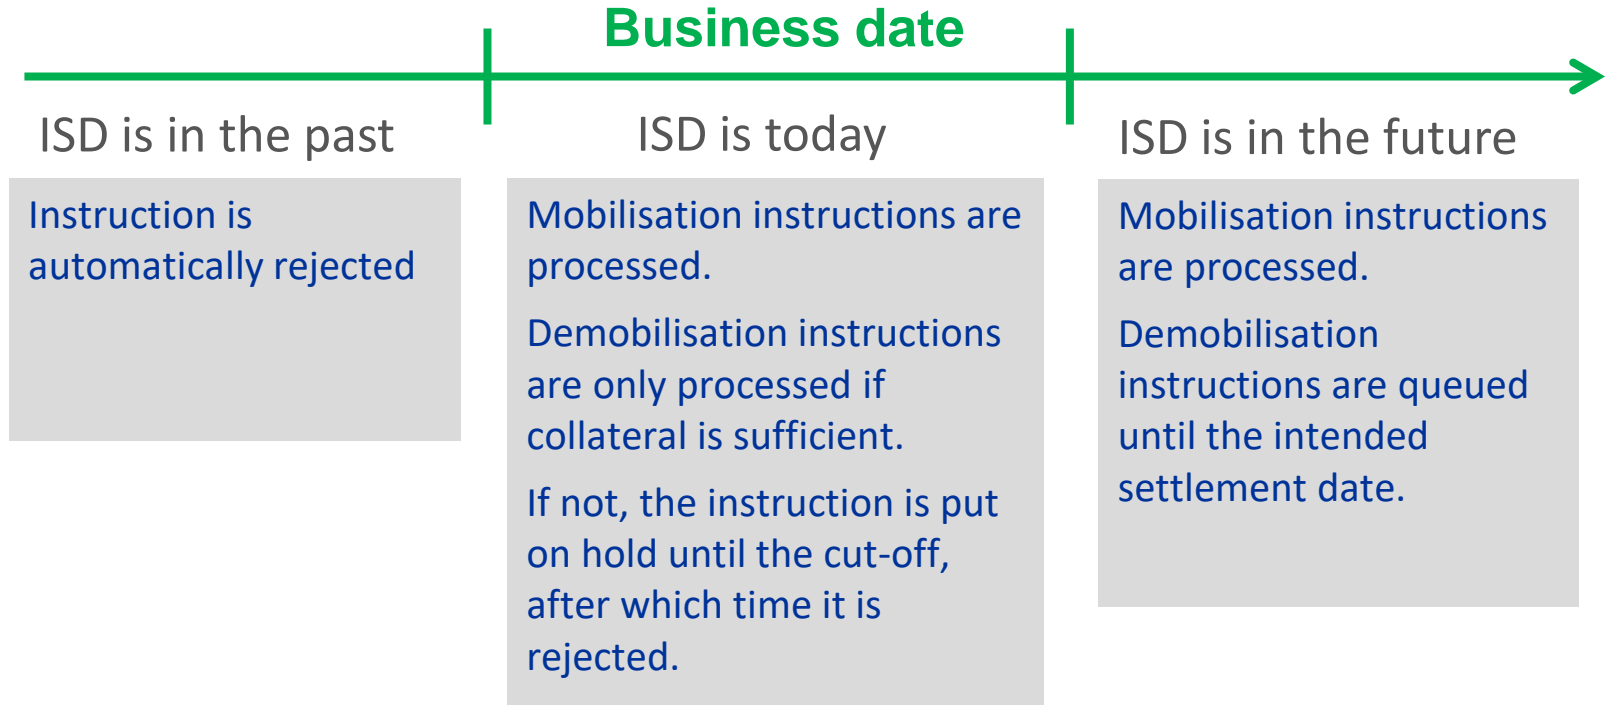 Business date
ISD is in the past
Instruction is
automatically rejected
ISD is today
Mobilisation instructions are
processed.
Demobilisation instructions
are only processed if
collateral is sufficient.
If not, the instruction is put
on hold until the cut-off,
after which time it is
rejected.
ISD is in the future
Mobilisation instructions
are processed.
Demobilisation
instructions are queued
until the intended
settlement date.